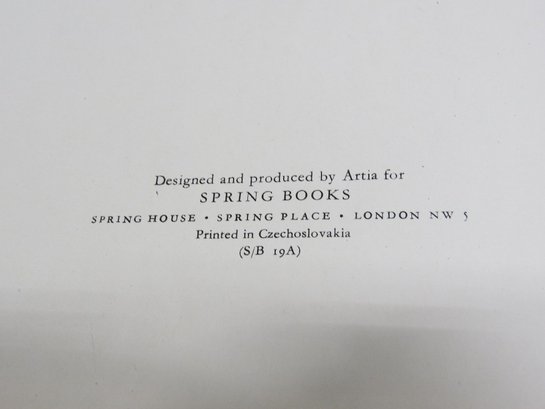 Designed and produced by Artia for
SPRING BOOKS
SPRING HOUSE • SPRING PLACE • LONDON NW 5
Printed in Czechoslovakia
(S/B 19A)